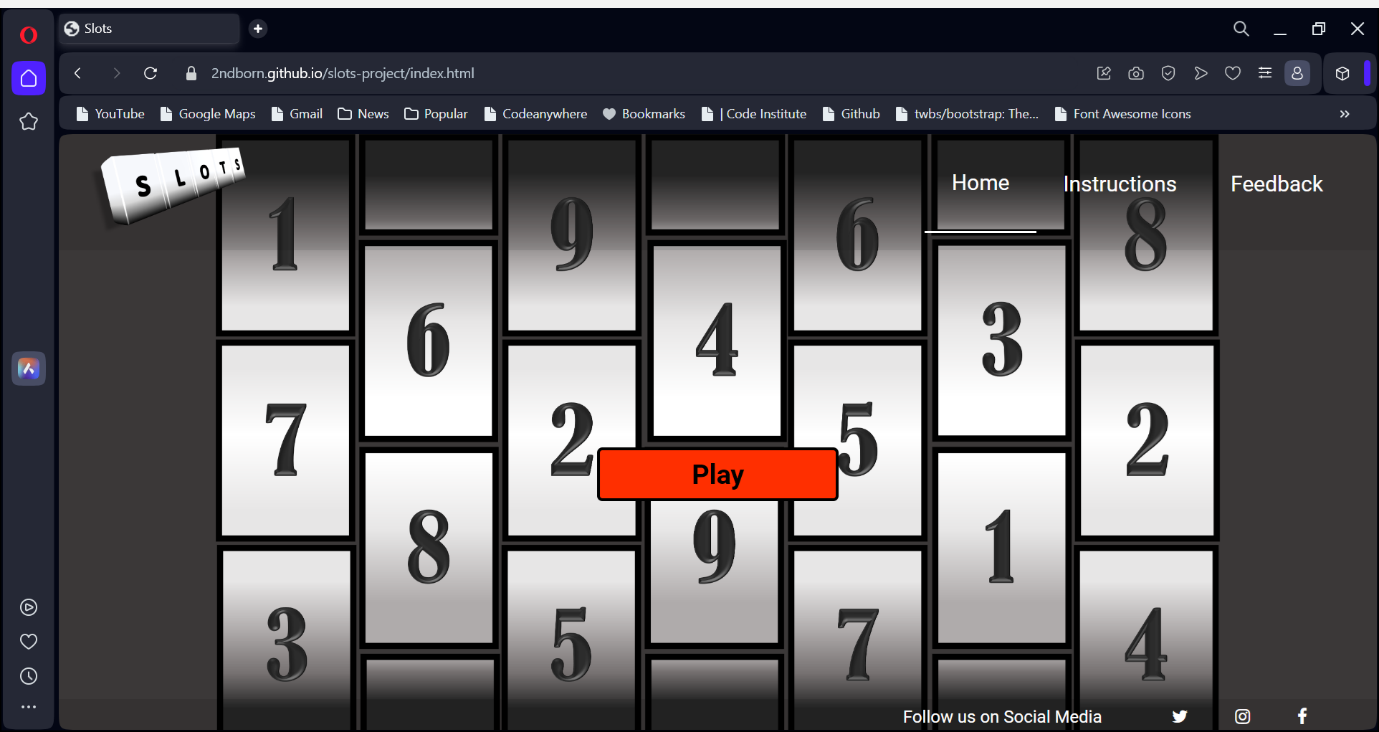 Slots
2ndborn.github.io/slots-project/index.html
YouTube Google Maps Gmail News Popular Codeanywhere Bookmarks | Code Institute Github twbs/bootstrap: The... Font Awesome Icons
SLOTS
Home Instructions Feedback
1 9 6 8
6 4 3
7 2 5 2
Play
8 9 1
3 5 7 4
Follow us on Social Media